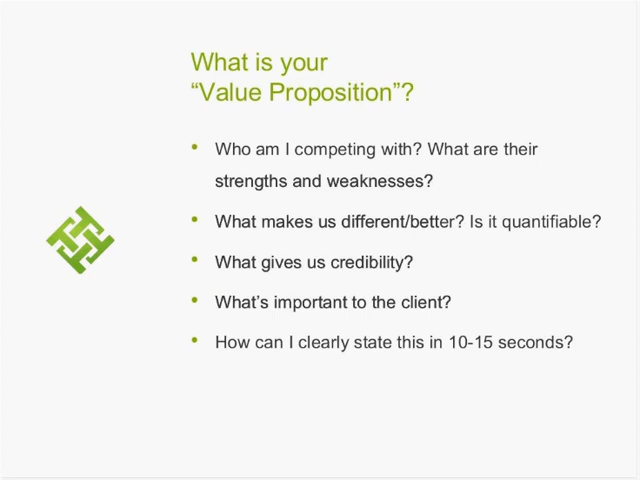 What is your
“Value Proposition”?
• Who am I competing with? What are their
strengths and weaknesses?
• What makes us different/better? Is it quantifiable?
• What gives us credibility?
• What’s important to the client?
• How can I clearly state this in 10-15 seconds?